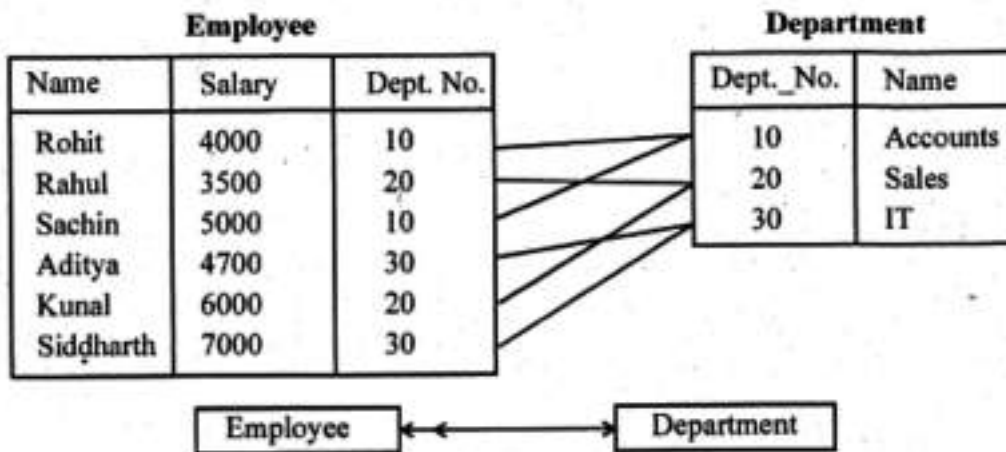 Employee Department
Name Salary Dept. No. Dept._No. Name
Rohit 4000 10 10 Accounts
Rahul 3500 20 20 Sales
Sachin 5000 10 30 IT
Aditya 4700 30
Kunal 6000 20
Siddharth 7000 30
Employee Department